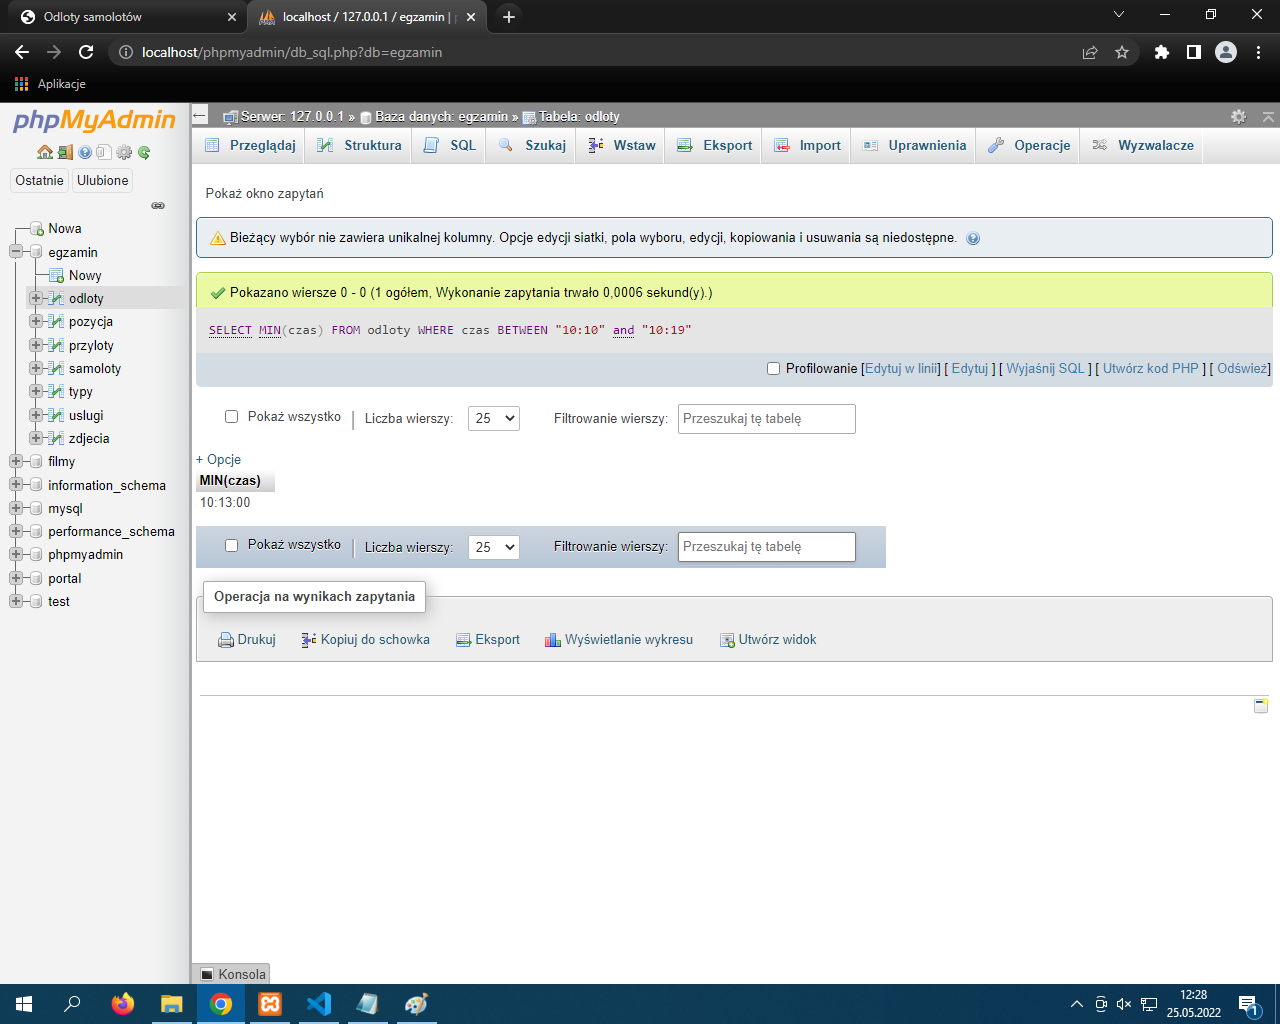 Odloty samolotów
localhost / 127.0.0.1 / egzamin |
localhost/phpmyadmin/db_sql.php?db=egzamin
Aplikacje
phpMyAdmin
Ostatnie
Ulubione
Nowa
egzamin
Nowy
odloty
pozycja
przyloty
samoloty
typy
uslugi
zdjecia
filmy
information_schema
mysql
performance_schema
phpmyadmin
portal
test
Serwer: 127.0.0.1 » Baza danych: egzamin » Tabela: odloty
Przeglądaj Struktura SQL Szukaj Wstaw Eksport Import Uprawnienia Operacje Wyzwalacze
Pokaż okno zapytań
Bieżący wybór nie zawiera unikalnej kolumny. Opcje edycji siatki, pola wyboru, edycji, kopiowania i usuwania są niedostępne.
Pokazano wiersze 0 - 0 (1 ogółem, Wykonanie zapytania trwało 0,0006 sekund(y).)
SELECT MIN(czas) FROM odloty WHERE czas BETWEEN "10:10" and "10:19"
Profilowanie [Edytuj w linii] [ Edytuj ] [ Wyjaśnij SQL ] [ Utwórz kod PHP ] [ Odśwież]
Pokaż wszystko | Liczba wierszy: 25 Filtrowanie wierszy: Przeszukaj tę tabelę
+ Opcje
MIN(czas)
10:13:00
Pokaż wszystko | Liczba wierszy: 25 Filtrowanie wierszy: Przeszukaj tę tabelę
Operacja na wynikach zapytania
Drukuj Kopiuj do schowka Eksport Wyświetlanie wykresu Utwórz widok
Konsola
12:28
25.05.2022
1